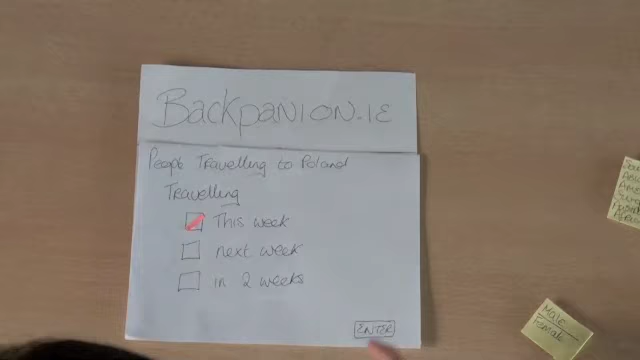 Backpanion.ie
People Travelling to Poland
Travelling
This week
next week
in 2 weeks
ENTER
Male
Female